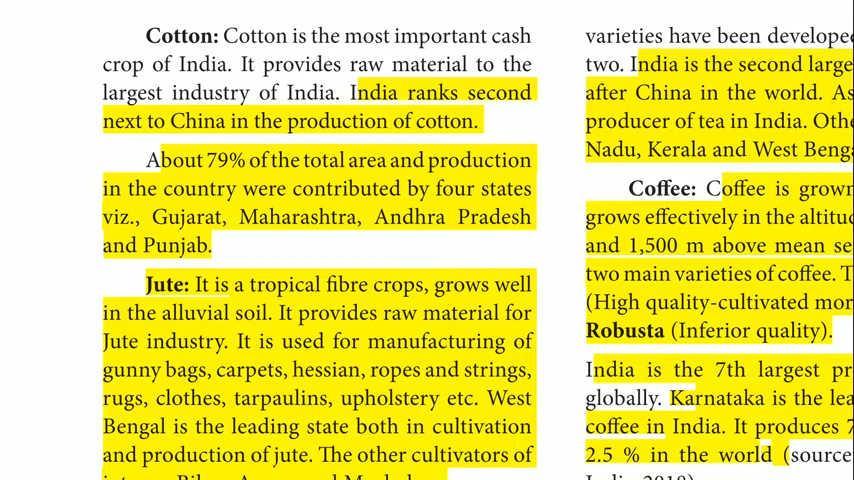 Cotton: Cotton is the most important cash
crop of India. It provides raw material to the
largest industry of India. India ranks second
next to China in the production of cotton.
About 79% of the total area and production
in the country were contributed by four states
viz., Gujarat, Maharashtra, Andhra Pradesh
and Punjab.
Jute: It is a tropical fibre crops, grows well
in the alluvial soil. It provides raw material for
Jute industry. It is used for manufacturing of
gunny bags, carpets, hessian, ropes and strings,
rugs, clothes, tarpaulins, upholstery etc. West
Bengal is the leading state both in cultivation
and production of jute. The other cultivators of
varieties have been develope
two. India is the second large
after China in the world. As
producer of tea in India. Othe
Nadu, Kerala and West Benga
Coffee: Coffee is grown
grows effectively in the altitud
and 1,500 m above mean se
two main varieties of coffee. T
(High quality-cultivated mor
Robusta (Inferior quality).
India is the 7th largest pr
globally. Karnataka is the lea
coffee in India. It produces 7
2.5 % in the world (source